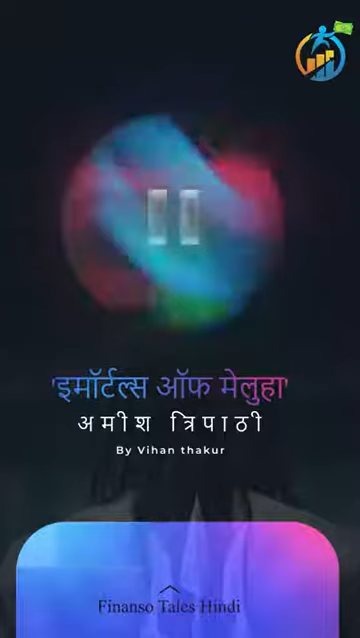 'इमॉर्टल्स ऑफ मेलुहा'
अमीश त्रिपाठी
By Vihan thakur
Finanso Tales Hindi